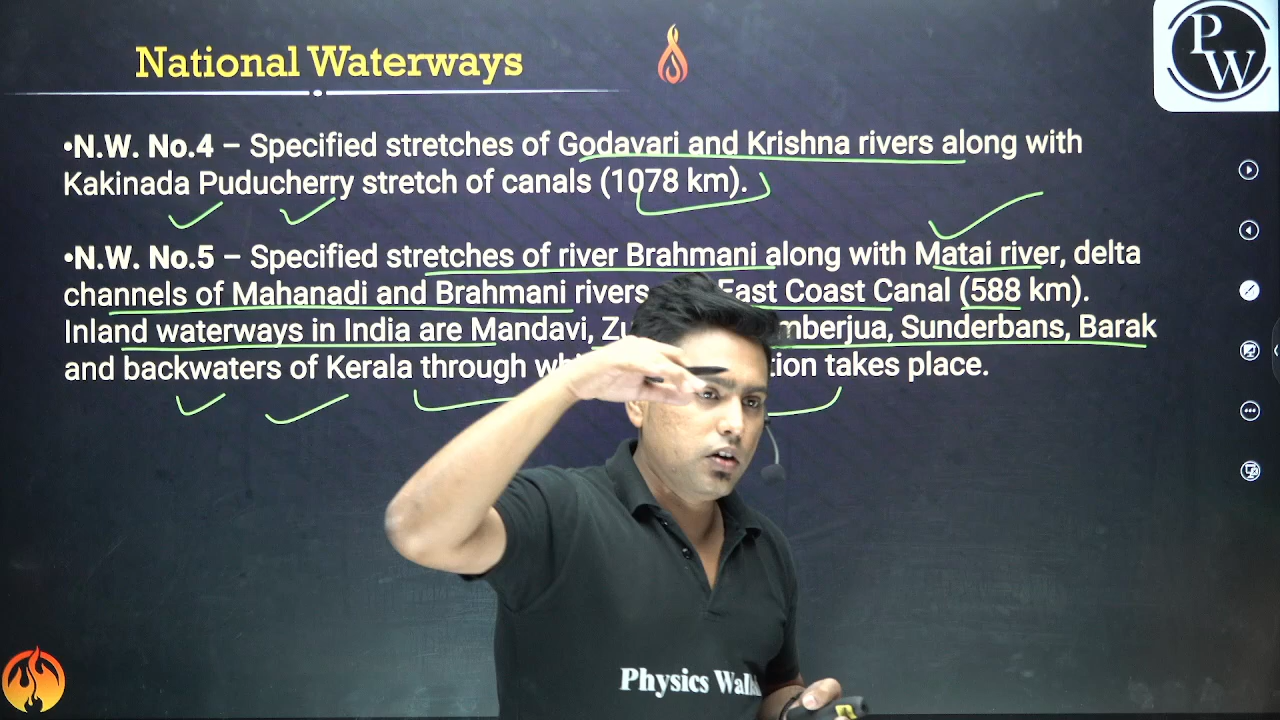 National Waterways
PW
•N.W. No.4 – Specified stretches of Godavari and Krishna rivers along with
Kakinada Puducherry stretch of canals (1078 km).
•N.W. No.5 – Specified stretches of river Brahmani along with Matai river, delta
channels of Mahanadi and Brahmani rivers East Coast Canal (588 km).
Inland waterways in India are Mandavi, Sunderbans, Barak
and backwaters of Kerala through takes place.
Physics